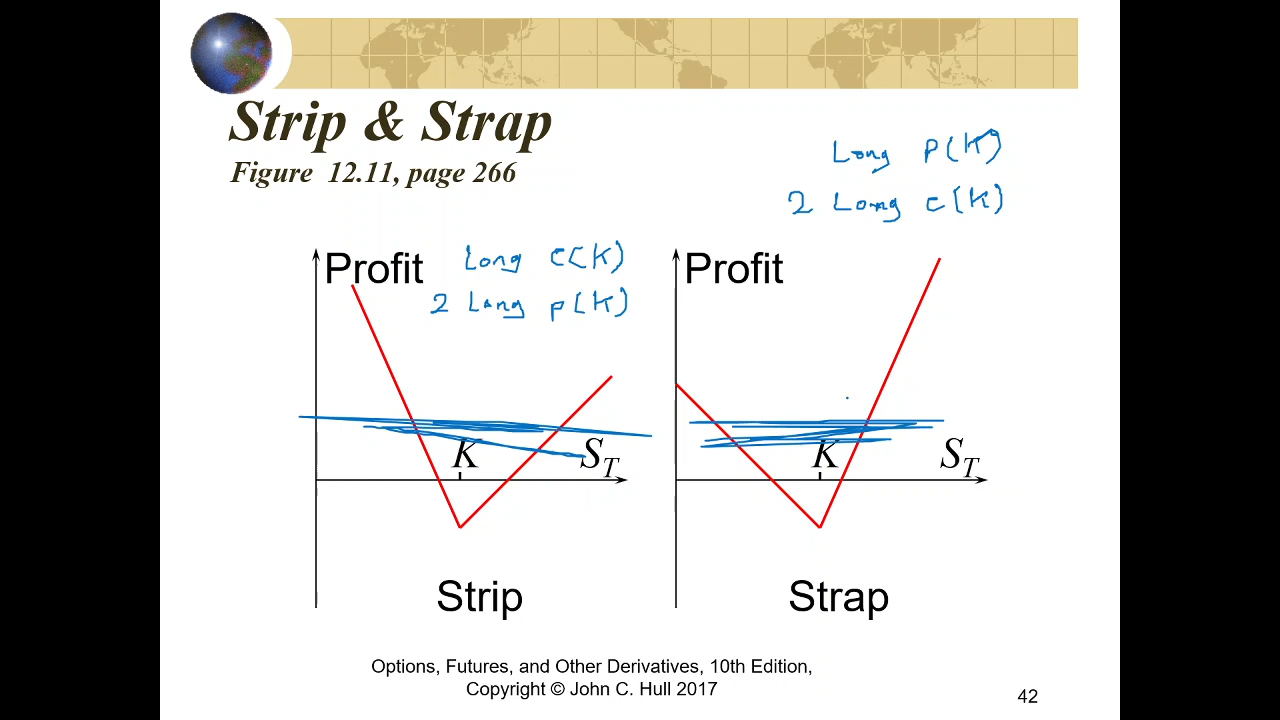 Strip & Strap
Figure 12.11, page 266
Long P(K)
2 Long c(K)
Profit
Long c(K)
2 Long p(K)
K
S_T
Strip
Profit
K
S_T
Strap
Options, Futures, and Other Derivatives, 10th Edition,
Copyright © John C. Hull 2017
42